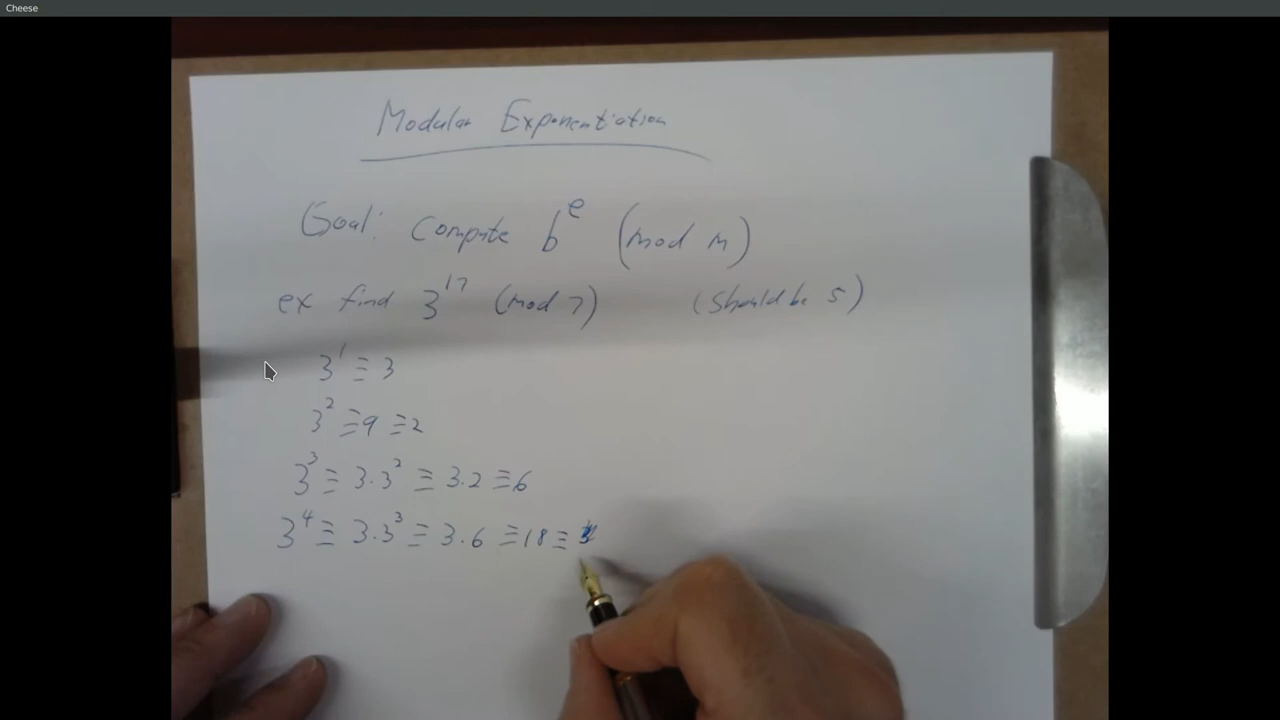 Cheese
Modular Exponentiation
Goal: Compute b^e (mod m)
ex find 3^17 (mod 7) (Should be 5)
3^1 ≡ 3
3^2 ≡ 9 ≡ 2
3^3 ≡ 3.3^2 ≡ 3.2 ≡ 6
3^4 ≡ 3.3^3 ≡ 3.6 ≡ 18 ≡